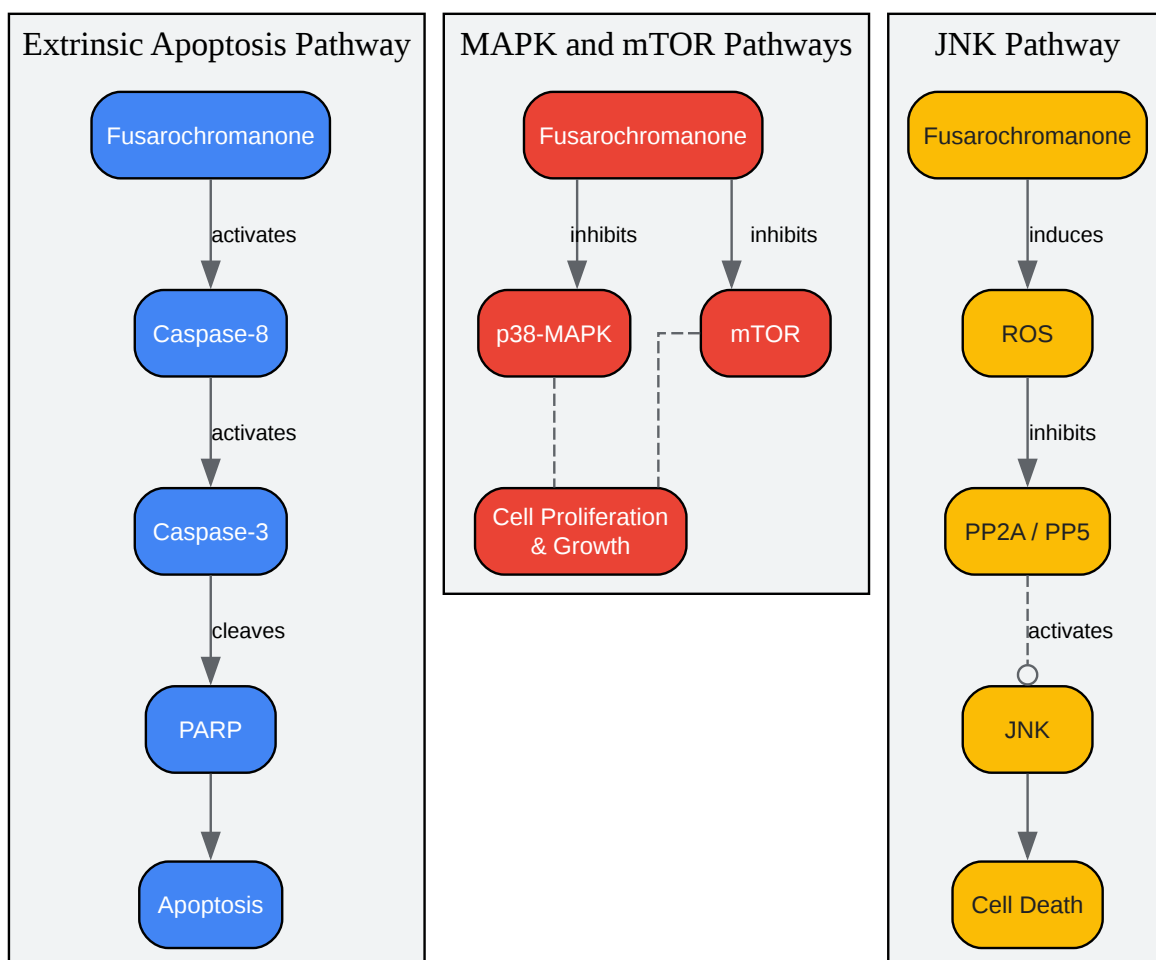 Extrinsic Apoptosis Pathway
Fusarochromanone
activates
Caspase-8
activates
Caspase-3
cleaves
PARP
Apoptosis
MAPK and mTOR Pathways
Fusarochromanone
inhibits
inhibits
p38-MAPK
mTOR
Cell Proliferation
& Growth
JNK Pathway
Fusarochromanone
induces
ROS
inhibits
PP2A / PP5
activates
JNK
Cell Death